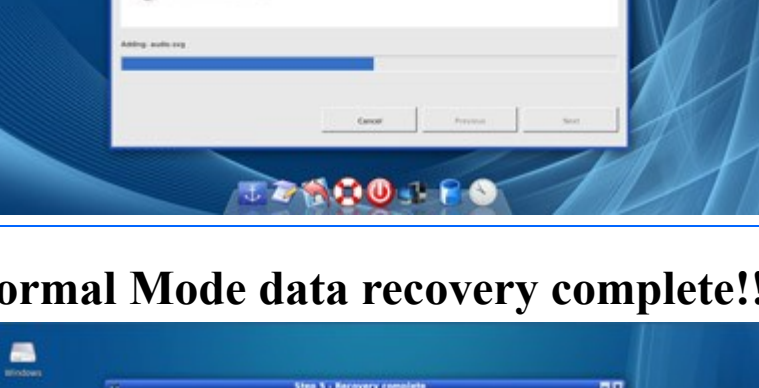 Adding: audio.svg
Cancel Previous Next
ormal Mode data recovery complete!!
Windows
Step 5 - Recovery complete